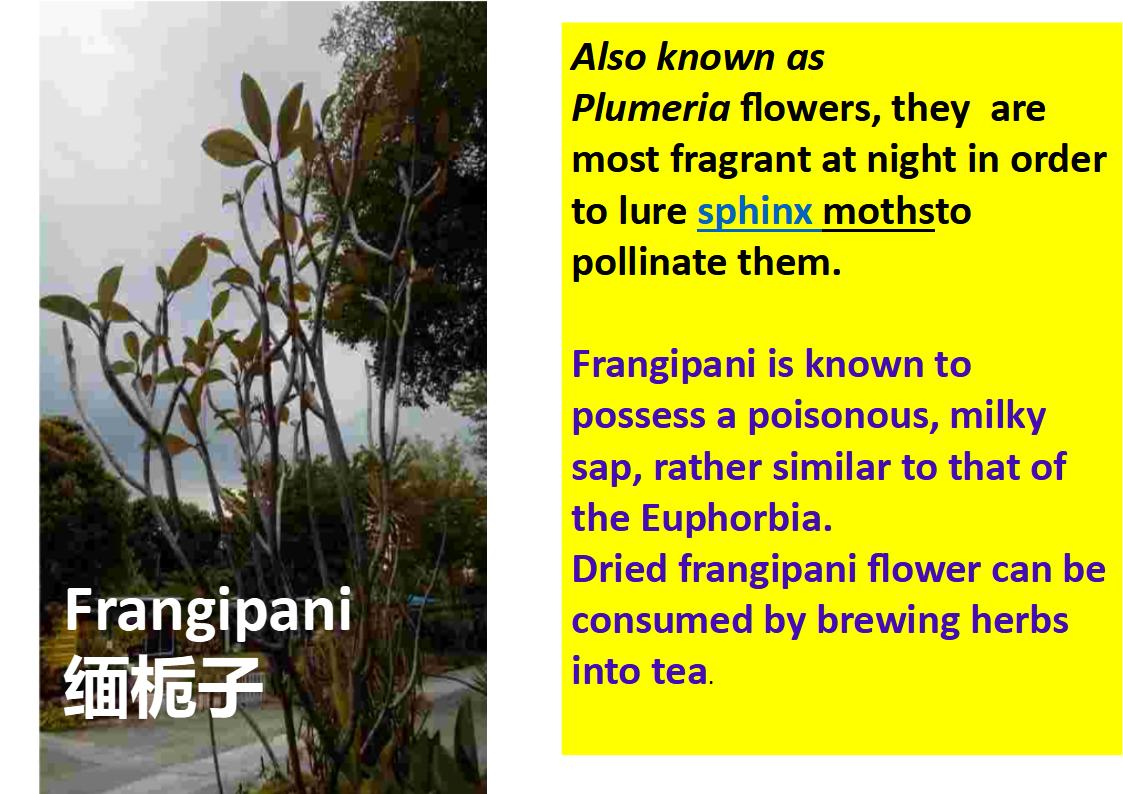 Frangipani
缅栀子
Also known as
Plumeria flowers, they  are
most fragrant at night in order
to lure sphinx mothsto
pollinate them.
Frangipani is known to
possess a poisonous, milky
sap, rather similar to that of
the Euphorbia.
Dried frangipani flower can be
consumed by brewing herbs
into tea.